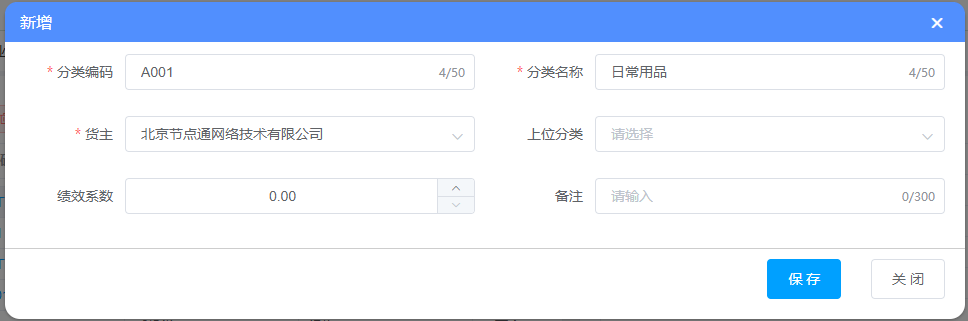 新增
* 分类编码 A001 4/50 * 分类名称 日常用品 4/50
* 货主 北京节点通网络技术有限公司 上位分类 请选择
绩效系数 0.00 备注 请输入 0/300
保存 关闭